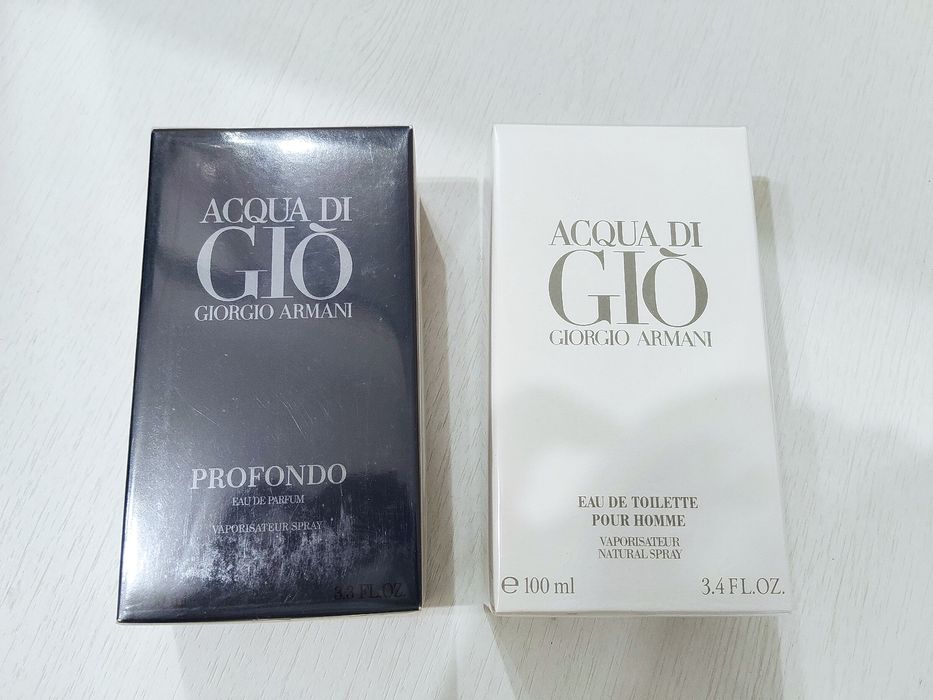 ACQUA DI
GIÒ
GIORGIO ARMANI
PROFONDO
EAU DE PARFUM
VAPORISATEUR SPRAY
3.3 FL.OZ.
ACQUA DI
GIÒ
GIORGIO ARMANI
EAU DE TOILETTE
POUR HOMME
VAPORISATEUR
NATURAL SPRAY
e 100 ml
3.4 FL.OZ.